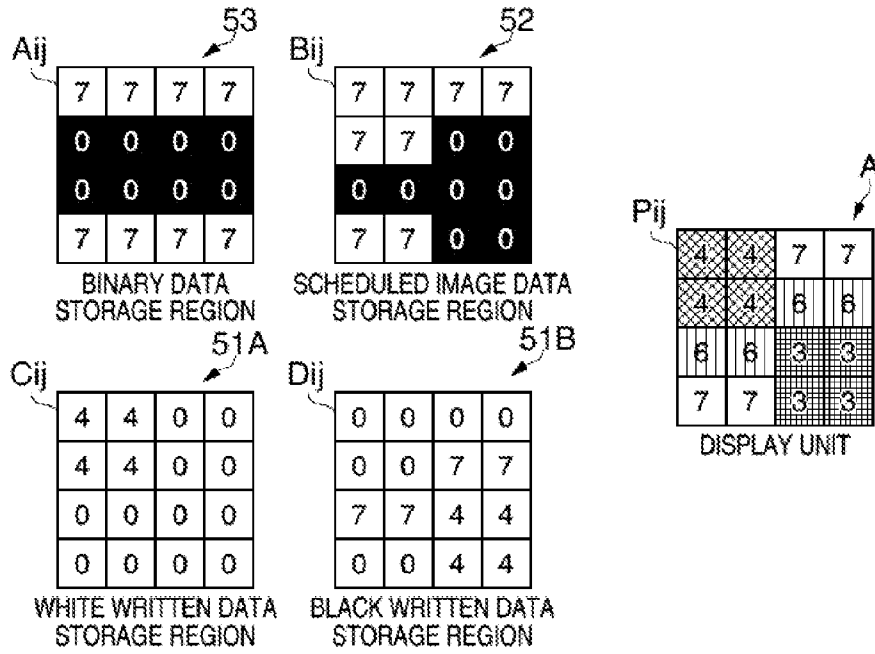 53
52
Aij
Bij
7 7 7 7
0 0 0 0
0 0 0 0
7 7 7 7
7 7 7 7
7 7 0 0
0 0 0 0
7 7 0 0
BINARY DATA
STORAGE REGION
SCHEDULED IMAGE DATA
STORAGE REGION
A
Pij
4 4 7 7
4 4 6 6
6 6 3 3
7 7 3 3
DISPLAY UNIT
51A
51B
Cij
Dij
4 4 0 0
4 4 0 0
0 0 0 0
0 0 0 0
0 0 0 0
0 0 7 7
7 7 4 4
0 0 4 4
WHITE WRITTEN DATA
STORAGE REGION
BLACK WRITTEN DATA
STORAGE REGION